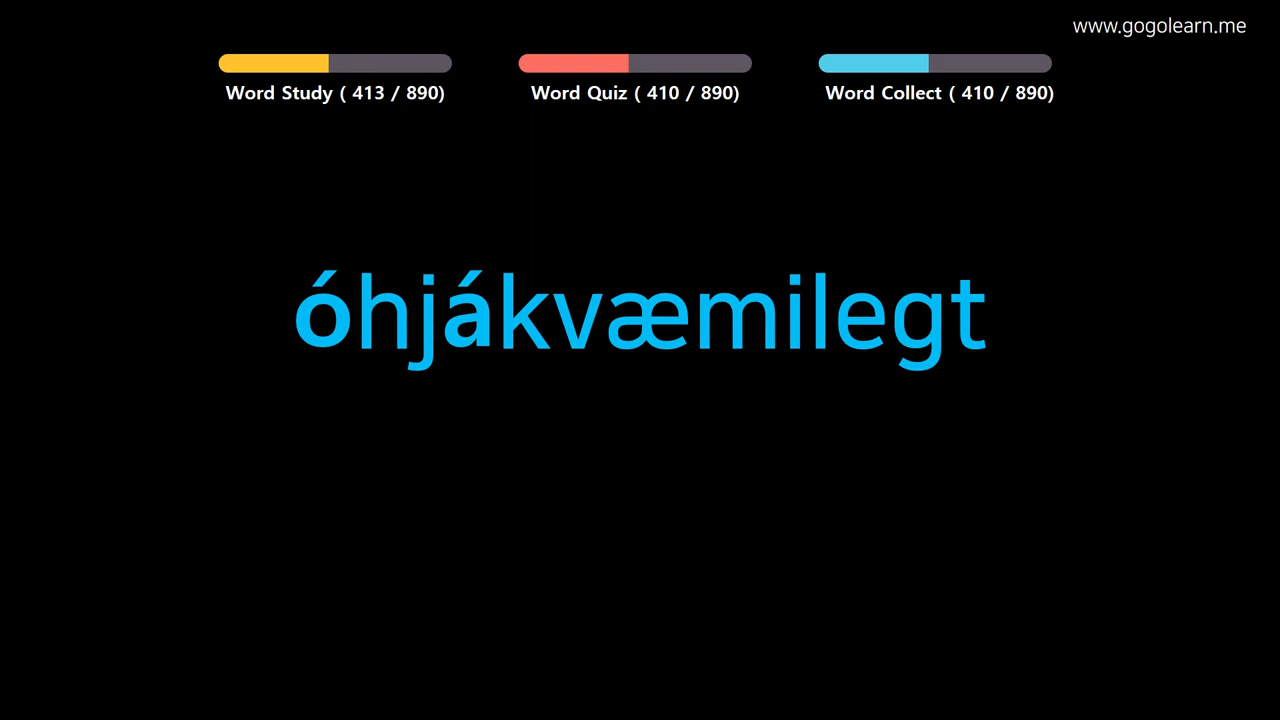 www.gogolearn.me
Word Study ( 413 / 890)
Word Quiz ( 410 / 890)
Word Collect ( 410 / 890)
óhjákvæmilegt